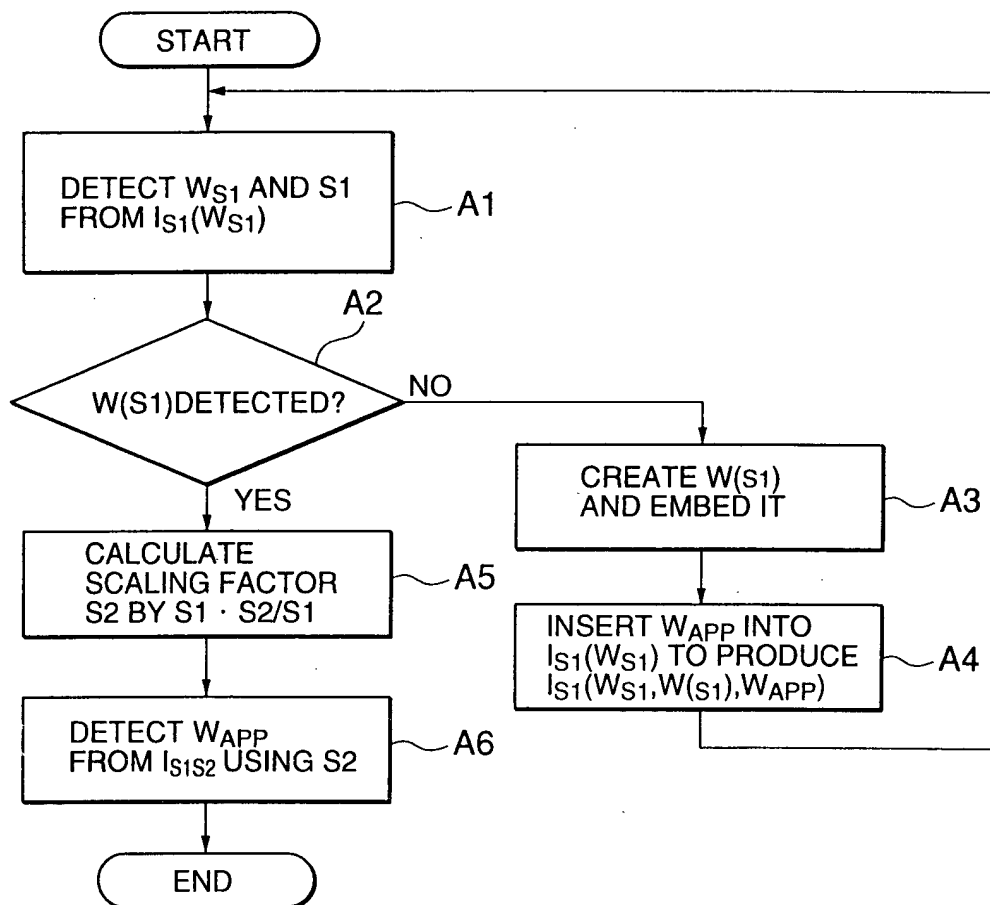 START
DETECT WS1 AND S1
FROM IS1(WS1)
A1
A2
W(S1)DETECTED?
NO
YES
CREATE W(S1)
AND EMBED IT
A3
CALCULATE
SCALING FACTOR
S2 BY S1 · S2/S1
A5
INSERT WAPP INTO
IS1(WS1) TO PRODUCE
IS1(WS1,W(S1),WAPP)
A4
DETECT WAPP
FROM IS1S2 USING S2
A6
END